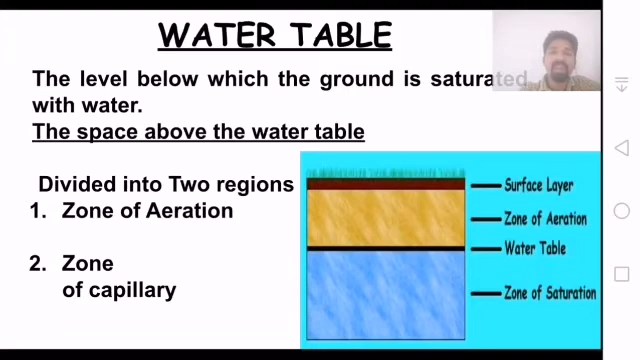 WATER TABLE
The level below which the ground is saturated
with water.
The space above the water table
Divided into Two regions
1. Zone of Aeration
2. Zone
of capillary
Surface Layer
Zone of Aeration
Water Table
Zone of Saturation